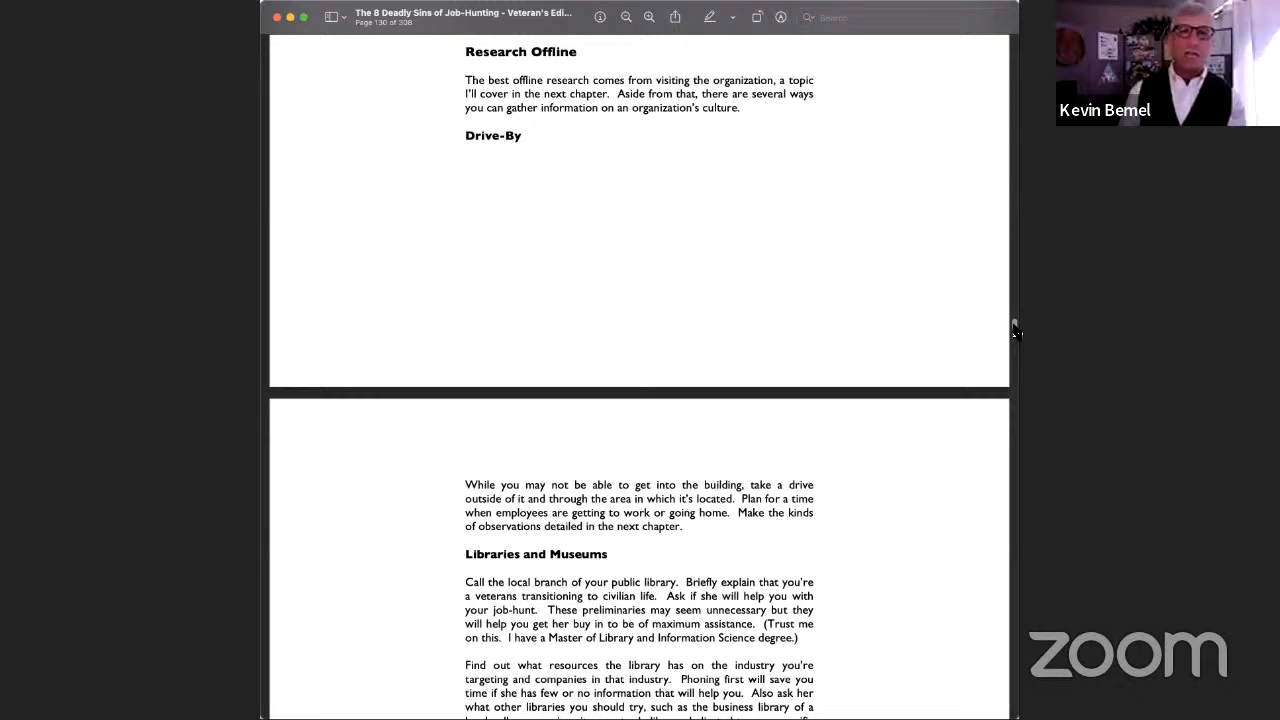 The 8 Deadly Sins of Job-Hunting - Veteran's Edi...
Page 130 of 308
Search
Kevin Bemel
Research Offline
The best offline research comes from visiting the organization, a topic
I'll cover in the next chapter. Aside from that, there are several ways
you can gather information on an organization's culture.
Drive-By
While you may not be able to get into the building, take a drive
outside of it and through the area in which it's located. Plan for a time
when employees are getting to work or going home. Make the kinds
of observations detailed in the next chapter.
Libraries and Museums
Call the local branch of your public library. Briefly explain that you're
a veterans transitioning to civilian life. Ask if she will help you with
your job-hunt. These preliminaries may seem unnecessary but they
will help you get her buy in to be of maximum assistance. (Trust me
on this. I have a Master of Library and Information Science degree.)
Find out what resources the library has on the industry you're
targeting and companies in that industry. Phoning first will save you
time if she has few or no information that will help you. Also ask her
what other libraries you should try, such as the business library of a
zoom